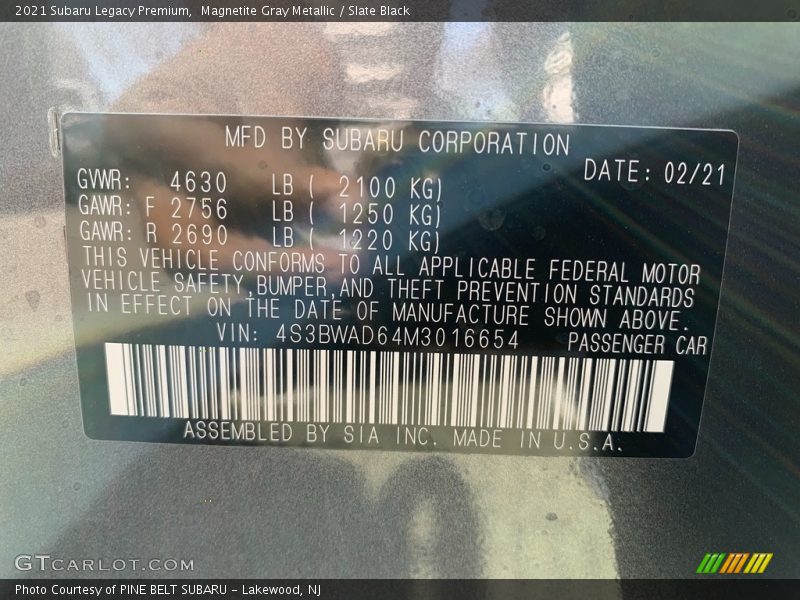 2021 Subaru Legacy Premium, Magnetite Gray Metallic / Slate Black
MFD BY SUBARU CORPORATION
DATE: 02/21
GVWR: 4630 LB ( 2100 KG)
GAWR: F 2756 LB ( 1250 KG)
GAWR: R 2690 LB ( 1220 KG)
THIS VEHICLE CONFORMS TO ALL APPLICABLE FEDERAL MOTOR
VEHICLE SAFETY,BUMPER,AND THEFT PREVENTION STANDARDS
IN EFFECT ON THE DATE OF MANUFACTURE SHOWN ABOVE.
VIN: 4S3BWAD64M3016654 PASSENGER CAR
ASSEMBLED BY SIA INC. MADE IN U.S.A.
GTCARLOT.COM
Photo Courtesy of PINE BELT SUBARU – Lakewood, NJ